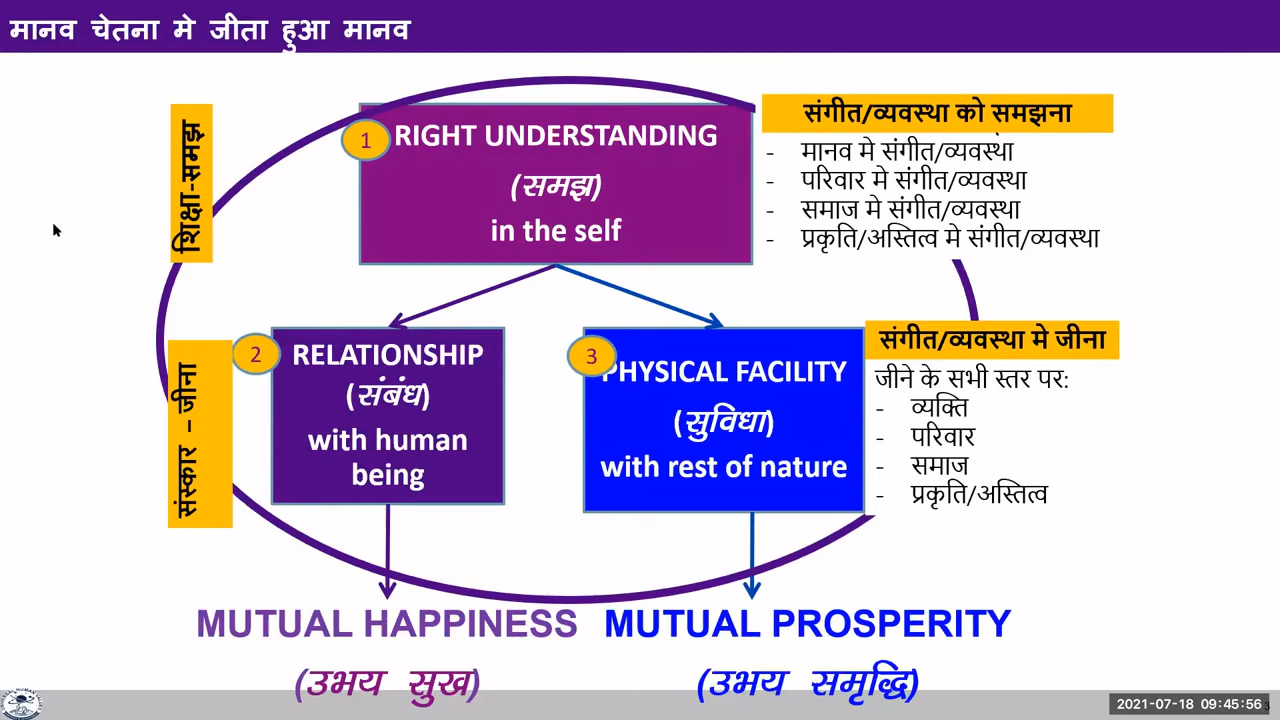 मानव चेतना मे जीता हुआ मानव
शिक्षा-समझ
1
RIGHT UNDERSTANDING
(समझ)
in the self
संगीत/व्यवस्था को समझना
- मानव मे संगीत/व्यवस्था
- परिवार मे संगीत/व्यवस्था
- समाज मे संगीत/व्यवस्था
- प्रकृति/अस्तित्व मे संगीत/व्यवस्था
संस्कार – जीना
2
RELATIONSHIP
(संबंध)
with human
being
3
PHYSICAL FACILITY
(सुविधा)
with rest of nature
संगीत/व्यवस्था मे जीना
जीने के सभी स्तर पर:
- व्यक्ति
- परिवार
- समाज
- प्रकृति/अस्तित्व
MUTUAL HAPPINESS
(उभय सुख)
MUTUAL PROSPERITY
(उभय समृद्धि)
2021-07-18 09:45:56
3